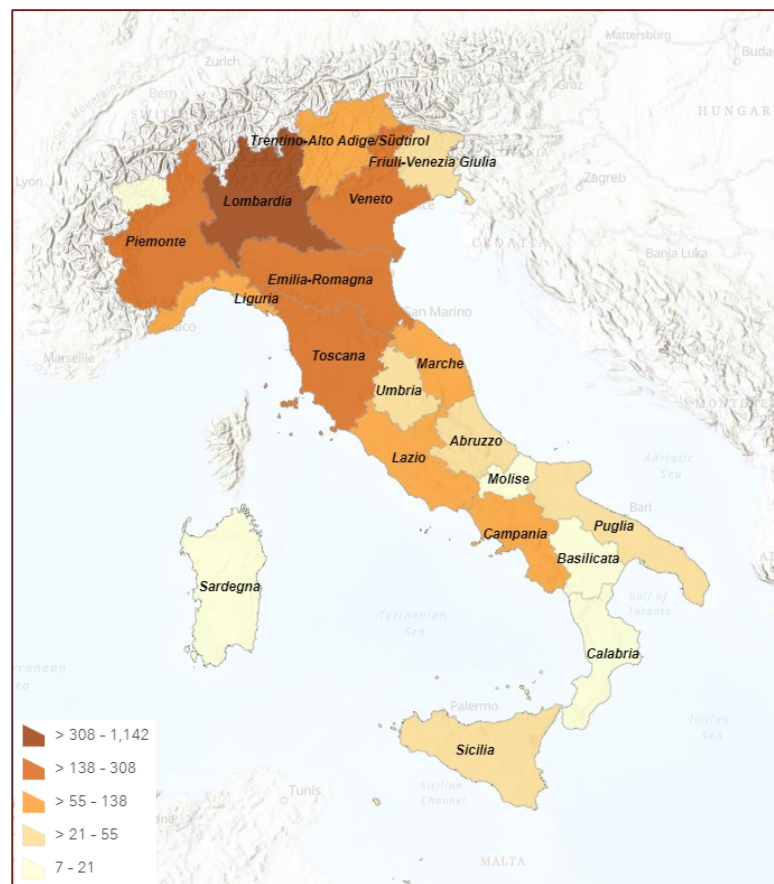 Mattersburg
Zurich
Budap
Bern
Graz
Jura Mountains
HUNGAR
Trentino-Alto Adige/Südtirol
Friuli-Venezia Giulia
Lyon
Zagreb
Lombardia
Veneto
Piemonte
CROATIA
Banja Luka
Emilia-Romagna
Liguria
San Marino
Marseille
Toscana
Marche
Umbria
Abruzzo
Lazio
Adriatic
Sea
Molise
Bari
Campania
Puglia
Basilicata
Sardegna
Gulf of
Taranto
Tyrrhenian
Sea
Calabria
Palermo
Ionian
Sea
Sicilia
> 308 - 1,142
> 138 - 308
> 55 - 138
> 21 - 55
7 - 21
Tunis
Sicilian
Channel
MALTA